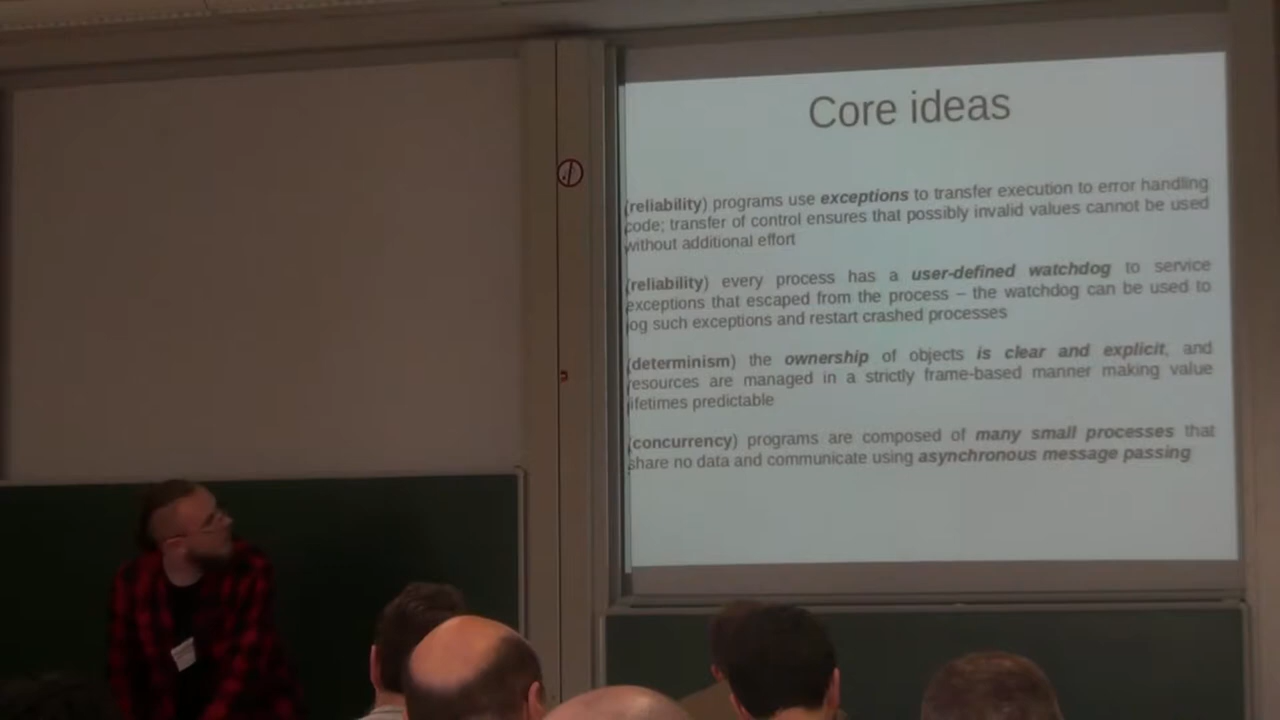 Core ideas
(reliability) programs use exceptions to transfer execution to error handling
code; transfer of control ensures that possibly invalid values cannot be used
without additional effort
(reliability) every process has a user-defined watchdog to service
exceptions that escaped from the process – the watchdog can be used to
log such exceptions and restart crashed processes
(determinism) the ownership of objects is clear and explicit, and
resources are managed in a strictly frame-based manner making value
lifetimes predictable
(concurrency) programs are composed of many small processes that
share no data and communicate using asynchronous message passing